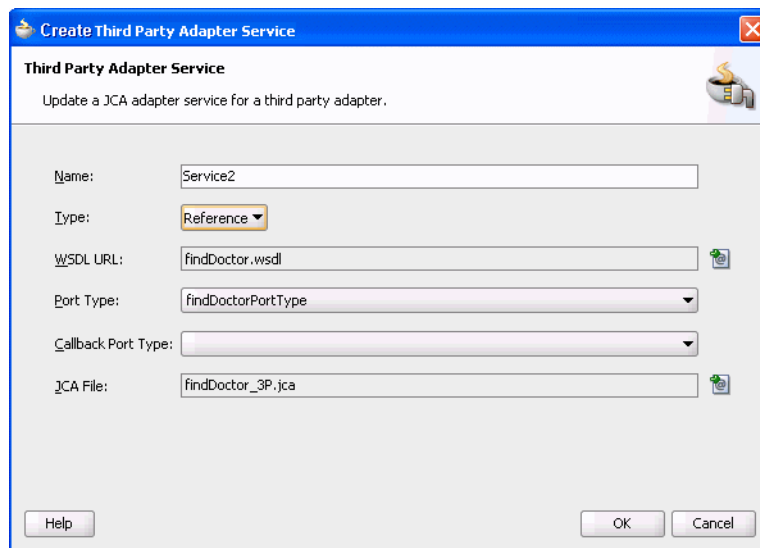 Create Third Party Adapter Service
Third Party Adapter Service
Update a JCA adapter service for a third party adapter.
Name: Service2
Type: Reference
WSDL URL: findDoctor.wsdl
Port Type: findDoctorPortType
Callback Port Type:
JCA File: findDoctor_3P.jca
Help OK Cancel